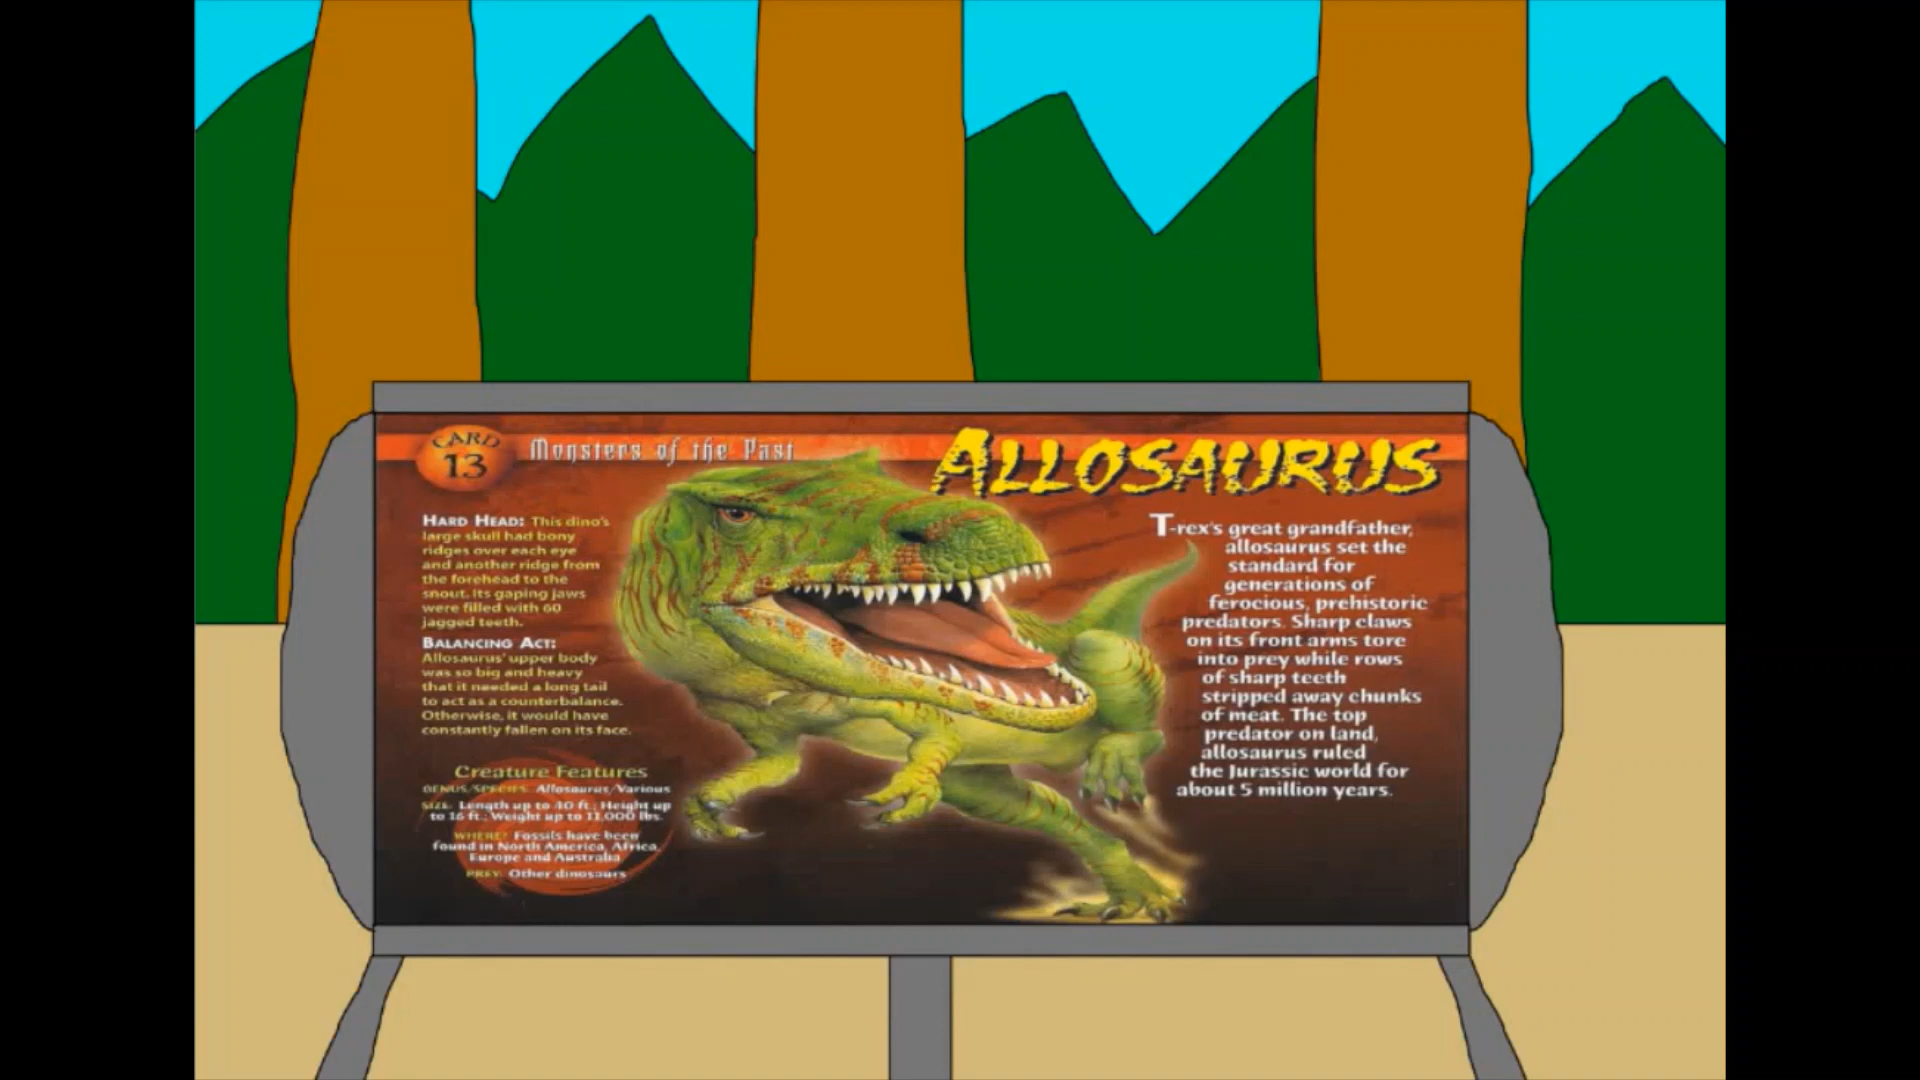 CARD
13
Monsters of the Past
ALLOSAURUS
HARD HEAD: This dino's
large skull had bony
ridges over each eye
and another ridge from
the forehead to the
snout. Its gaping jaws
were filled with 60
jagged teeth.
BALANCING ACT:
Allosaurus' upper body
was so big and heavy
that it needed a long tail
to act as a counterbalance.
Otherwise, it would have
constantly fallen on its face.
Creature Features
GENUS/SPECIES: Allosaurus/Various
SIZE: Length up to 40 ft.; Height up
to 16 ft.; Weight up to 11,000 lbs.
WHERE: Fossils have been
found in North America, Africa,
Europe and Australia
PREY: Other dinosaurs
T-rex's great grandfather,
allosaurus set the
standard for
generations of
ferocious, prehistoric
predators. Sharp claws
on its front arms tore
into prey while rows
of sharp teeth
stripped away chunks
of meat. The top
predator on land,
allosaurus ruled
the Jurassic world for
about 5 million years.